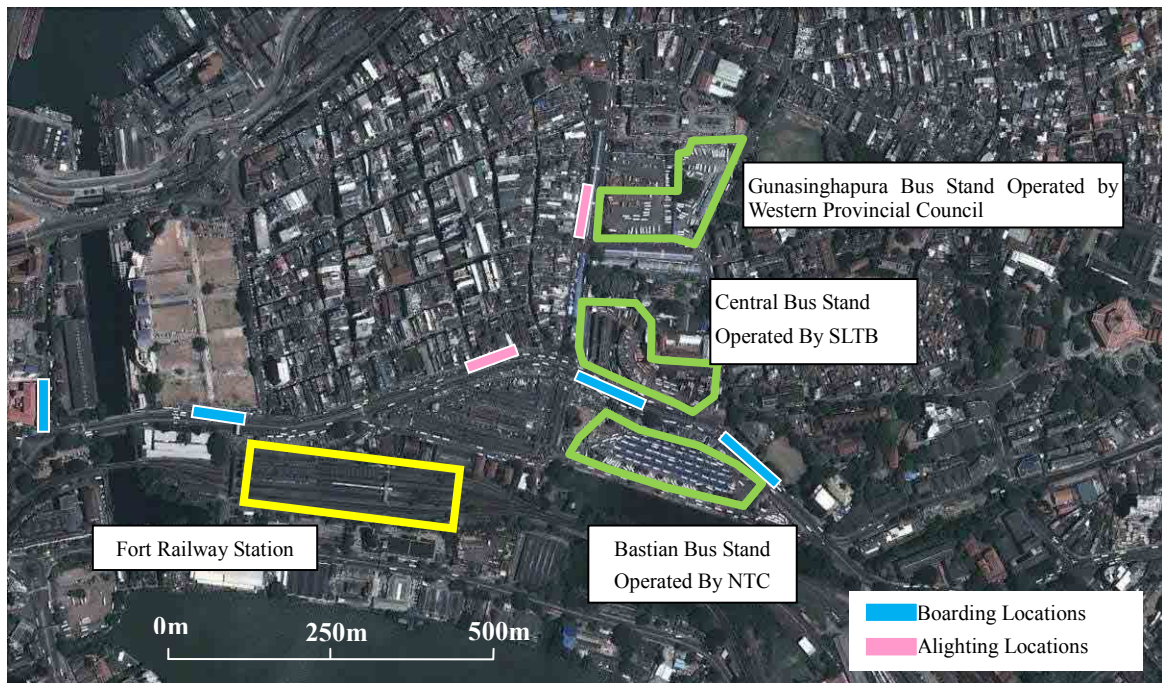 Gunasinghapura Bus Stand Operated by
Western Provincial Council
Central Bus Stand
Operated By SLTB
Fort Railway Station
Bastian Bus Stand
Operated By NTC
0m
250m
500m
Boarding Locations
Alighting Locations